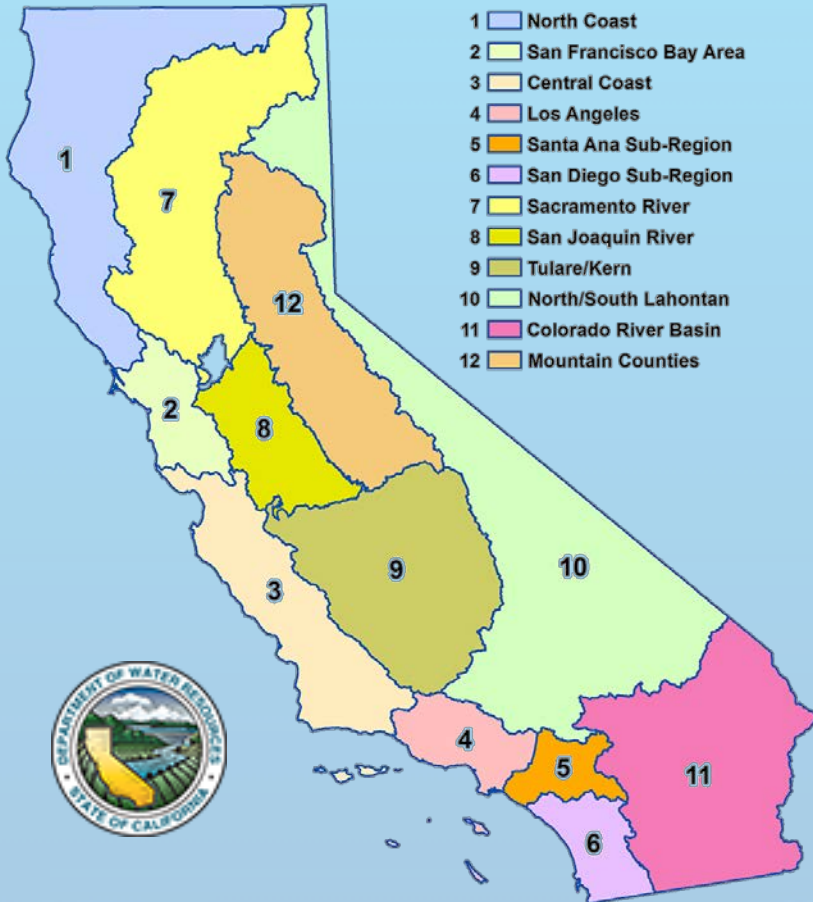 1 North Coast
2 San Francisco Bay Area
3 Central Coast
4 Los Angeles
5 Santa Ana Sub-Region
6 San Diego Sub-Region
7 Sacramento River
8 San Joaquin River
9 Tulare/Kern
10 North/South Lahontan
11 Colorado River Basin
12 Mountain Counties
1
7
12
2
8
10
9
3
4
5
11
6
DEPARTMENT OF WATER RESOURCES
STATE OF CALIFORNIA